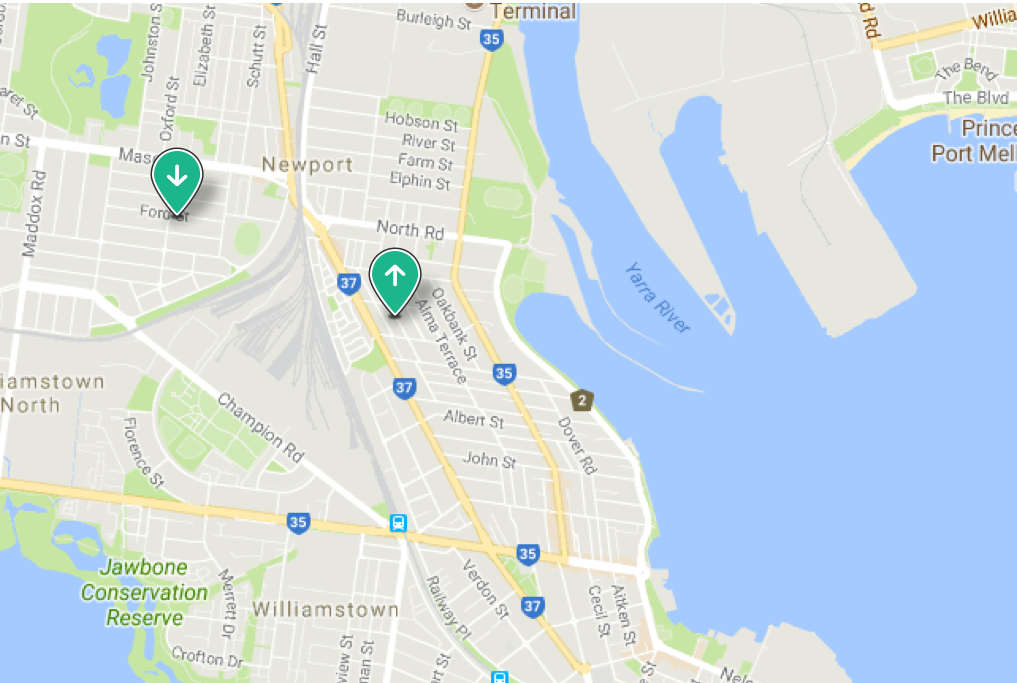 Terminal
Burleigh St
35
Hall St
Johnston S
Elizabeth St
Schutt St
d Rd
Willia
The Bend
The Blvd
Prince
Port Mel
aret St
Oxford St
n St
Mas
Newport
Hobson St
River St
Farm St
Elphin St
Maddox Rd
Ford St
North Rd
37
Yarra River
Oakbank St
Alma Terrace
35
37
2
iamstown
North
Champion Rd
Albert St
Dover Rd
Florence St
John St
35
35
Jawbone
Conservation
Reserve
Merrett Dr
Williamstown
Railway Pl
Verdon St
37
Cecil St
Aitken St
Crofton Dr
view St
nan St
rt St
St
Nels